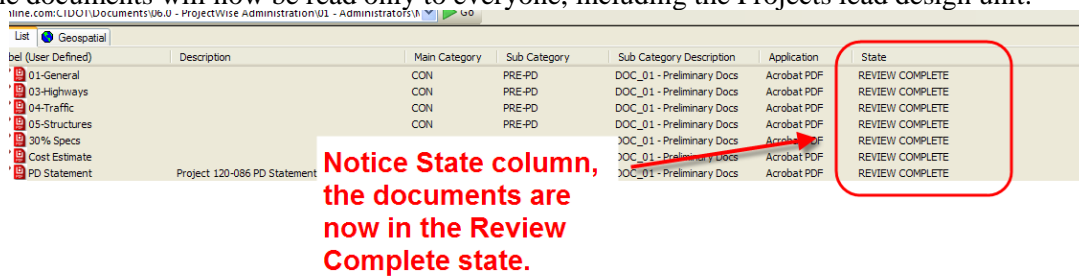 documents will now be read only to everyone, including the Projects lead design unit.
nline.com:CTDOT\Documents\06.0 - ProjectWise Administration\01 - Administrators\ Go
List Geospatial
bel (User Defined) Description Main Category Sub Category Sub Category Description Application State
01-General CON PRE-PD DOC_01 - Preliminary Docs Acrobat PDF REVIEW COMPLETE
03-Highways CON PRE-PD DOC_01 - Preliminary Docs Acrobat PDF REVIEW COMPLETE
04-Traffic CON PRE-PD DOC_01 - Preliminary Docs Acrobat PDF REVIEW COMPLETE
05-Structures CON PRE-PD DOC_01 - Preliminary Docs Acrobat PDF REVIEW COMPLETE
30% Specs DOC_01 - Preliminary Docs Acrobat PDF REVIEW COMPLETE
Cost Estimate DOC_01 - Preliminary Docs Acrobat PDF REVIEW COMPLETE
PD Statement Project 120-086 PD Statement DOC_01 - Preliminary Docs Acrobat PDF REVIEW COMPLETE
Notice State column,
the documents are
now in the Review
Complete state.